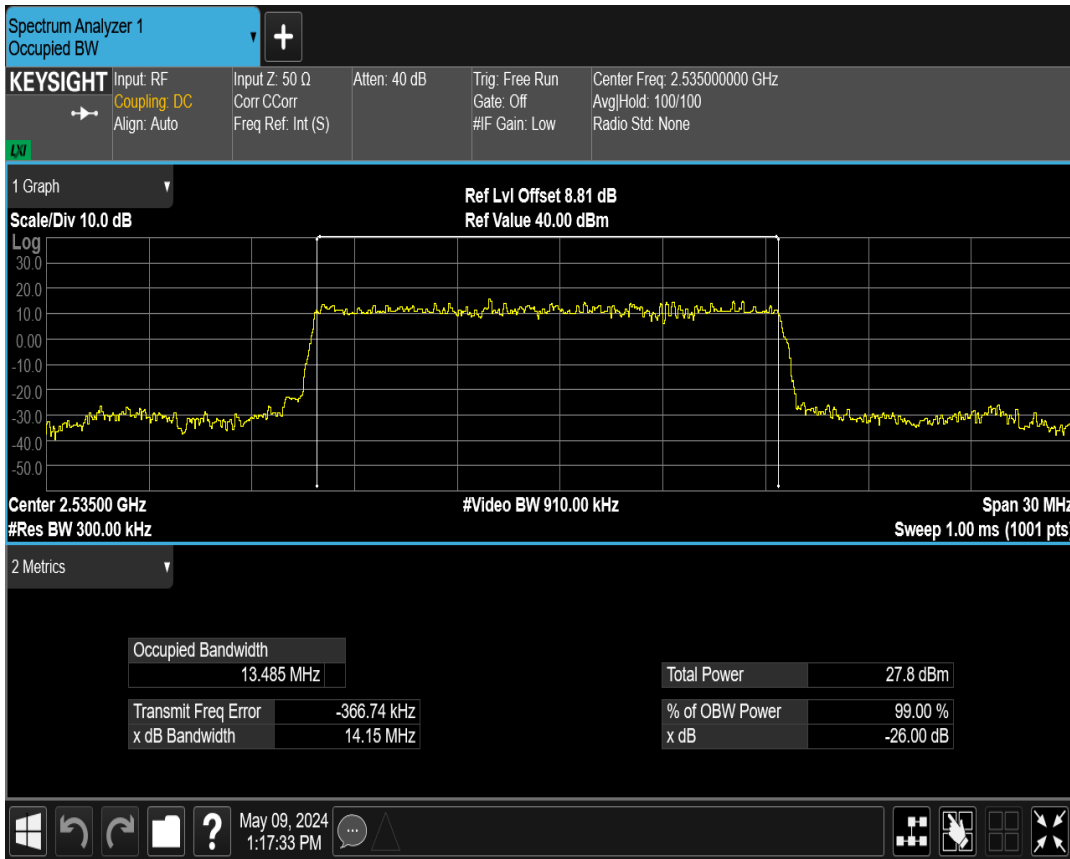 Spectrum Analyzer 1
Occupied BW
+
KEYSIGHT
LXI
Input: RF
Coupling: DC
Align: Auto
Input Z: 50 Ω
Corr CCorr
Freq Ref: Int (S)
Atten: 40 dB
Trig: Free Run
Gate: Off
#IF Gain: Low
Center Freq: 2.535000000 GHz
Avg|Hold: 100/100
Radio Std: None
1 Graph
Scale/Div 10.0 dB
Ref Lvl Offset 8.81 dB
Ref Value 40.00 dBm
Log
30.0
20.0
10.0
0.00
-10.0
-20.0
-30.0
-40.0
-50.0
Center 2.53500 GHz
#Video BW 910.00 kHz
Span 30 MHz
#Res BW 300.00 kHz
Sweep 1.00 ms (1001 pts)
2 Metrics
Occupied Bandwidth
13.485 MHz
Total Power 27.8 dBm
Transmit Freq Error -366.74 kHz
% of OBW Power 99.00 %
x dB Bandwidth 14.15 MHz
x dB -26.00 dB
?
May 09, 2024
1:17:33 PM